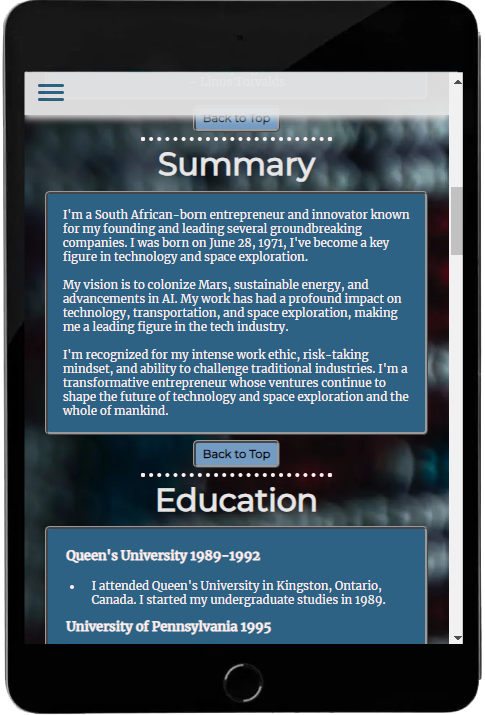 Linus Torvalds
Back to Top
Summary
I'm a South African-born entrepreneur and innovator known
for my founding and leading several groundbreaking
companies. I was born on June 28, 1971, I've become a key
figure in technology and space exploration.
My vision is to colonize Mars, sustainable energy, and
advancements in AI. My work has had a profound impact on
technology, transportation, and space exploration, making
me a leading figure in the tech industry.
I'm recognized for my intense work ethic, risk-taking
mindset, and ability to challenge traditional industries. I'm a
transformative entrepreneur whose ventures continue to
shape the future of technology and space exploration and the
whole of mankind.
Back to Top
Education
Queen's University 1989-1992
I attended Queen's University in Kingston, Ontario,
Canada. I started my undergraduate studies in 1989.
University of Pennsylvania 1995